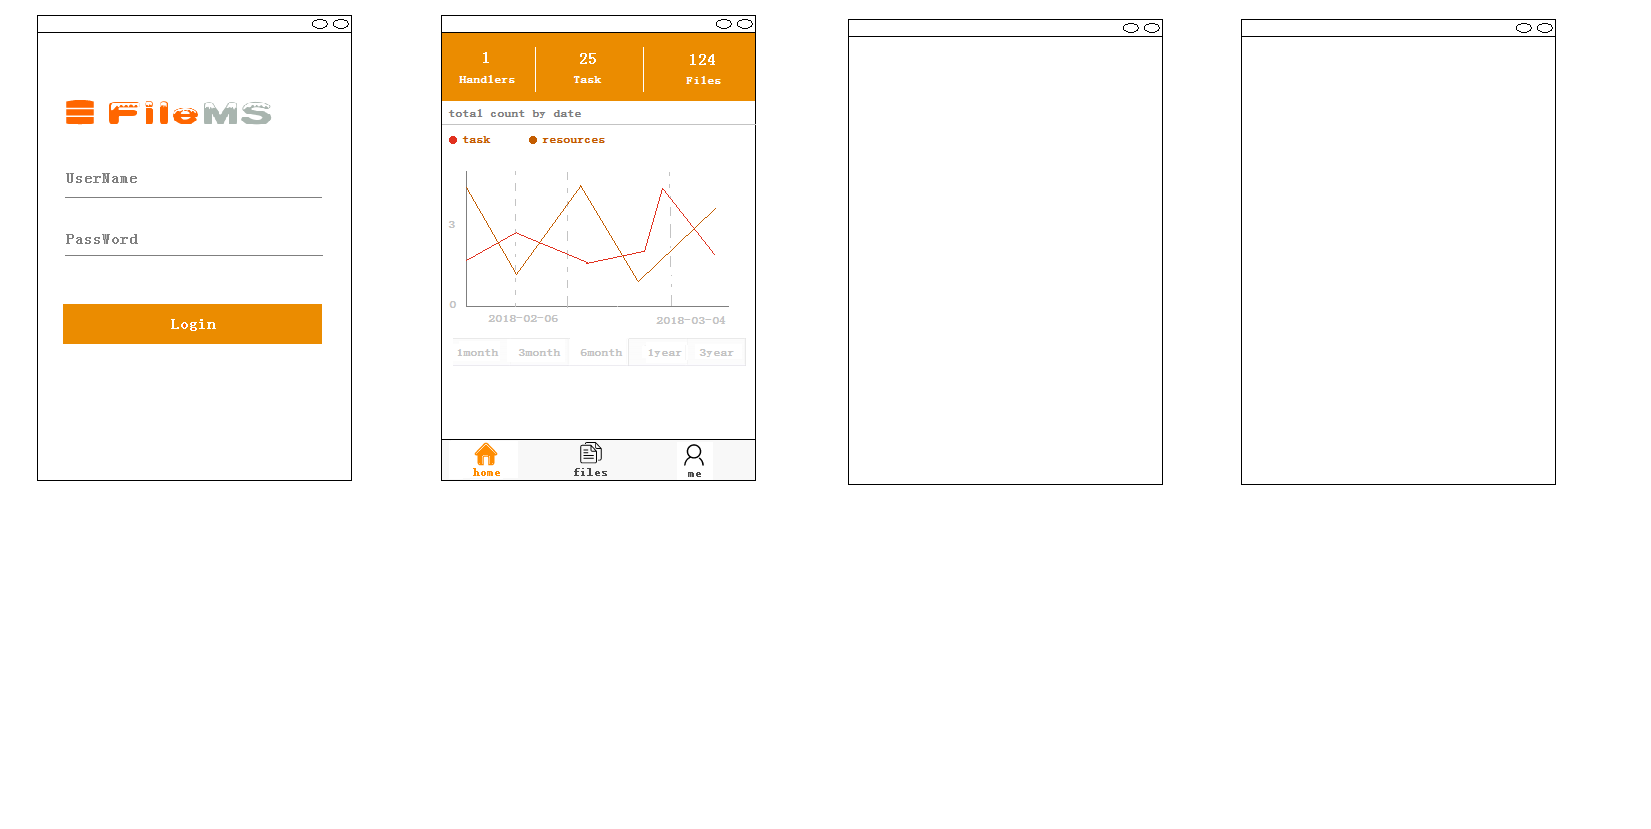 FileMS
UserName
PassWord
Login
1 25 124
Handlers Task Files
total count by date
task resources
3
0
2018-02-06 2018-03-04
1month 3month 6month 1year 3year
home files me